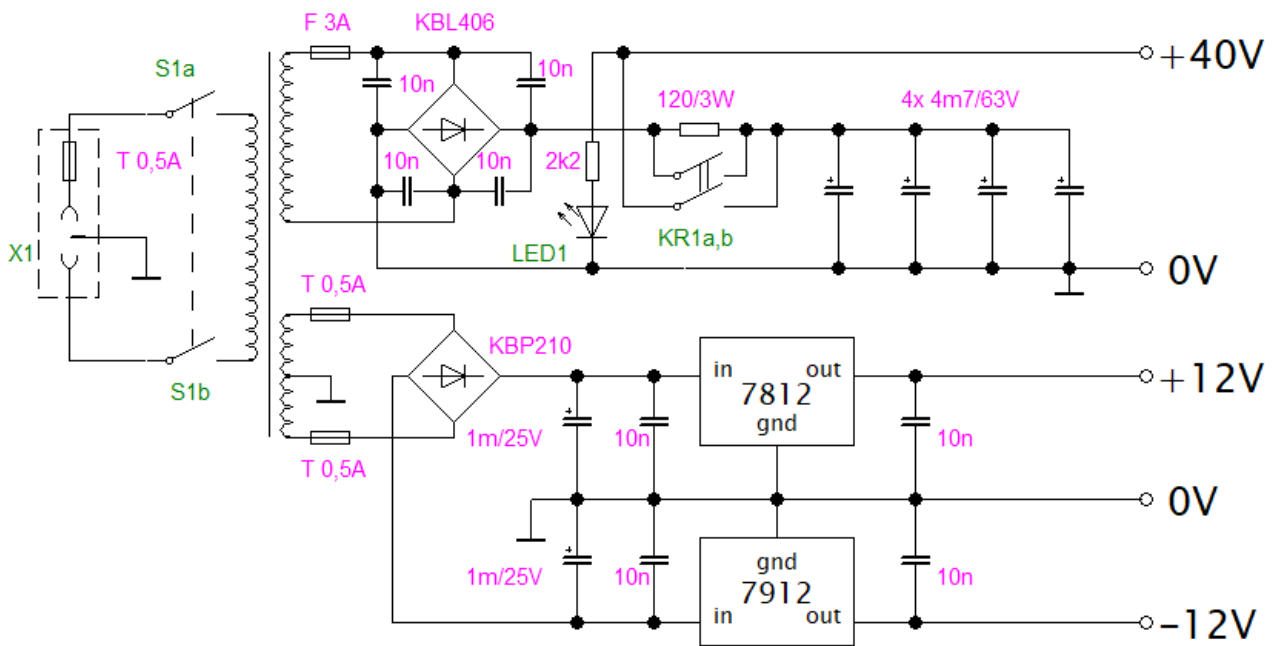 F 3A
KBL406
S1a
10n
10n
+40V
120/3W
4x 4m7/63V
T 0,5A
10n
10n
2k2
X1
LED1
KR1a,b
0V
T 0,5A
KBP210
in
out
7812
gnd
+12V
S1b
1m/25V
10n
10n
T 0,5A
0V
1m/25V
10n
gnd
7912
in
out
10n
-12V